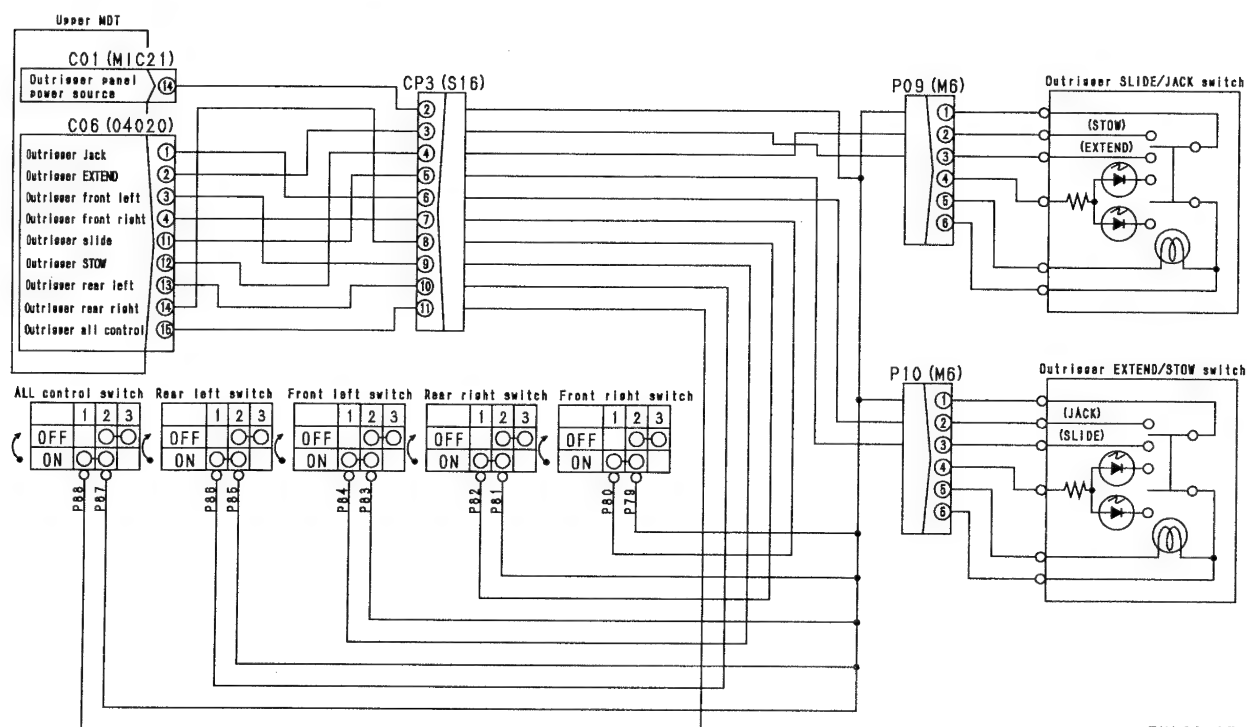 Upper MDT
C01 (MIC21)
Outrigger panel
power source
14
C06 (04020)
Outrigger Jack 1
Outrigger EXTEND 2
Outrigger front left 3
Outrigger front right 4
Outrigger slide 11
Outrigger STOW 12
Outrigger rear left 13
Outrigger rear right 14
Outrigger all control 15
CP3 (S16)
2
3
4
5
6
7
8
9
10
11
P09 (M6)
1
2
3
4
5
6
Outrigger SLIDE/JACK switch
(STOW)
(EXTEND)
P10 (M6)
1
2
3
4
5
6
Outrigger EXTEND/STOW switch
(JACK)
(SLIDE)
ALL control switch
1 2 3
OFF
ON
P88 P87
Rear left switch
1 2 3
OFF
ON
P86 P85
Front left switch
1 2 3
OFF
ON
P84 P83
Rear right switch
1 2 3
OFF
ON
P82 P81
Front right switch
1 2 3
OFF
ON
P80 P79